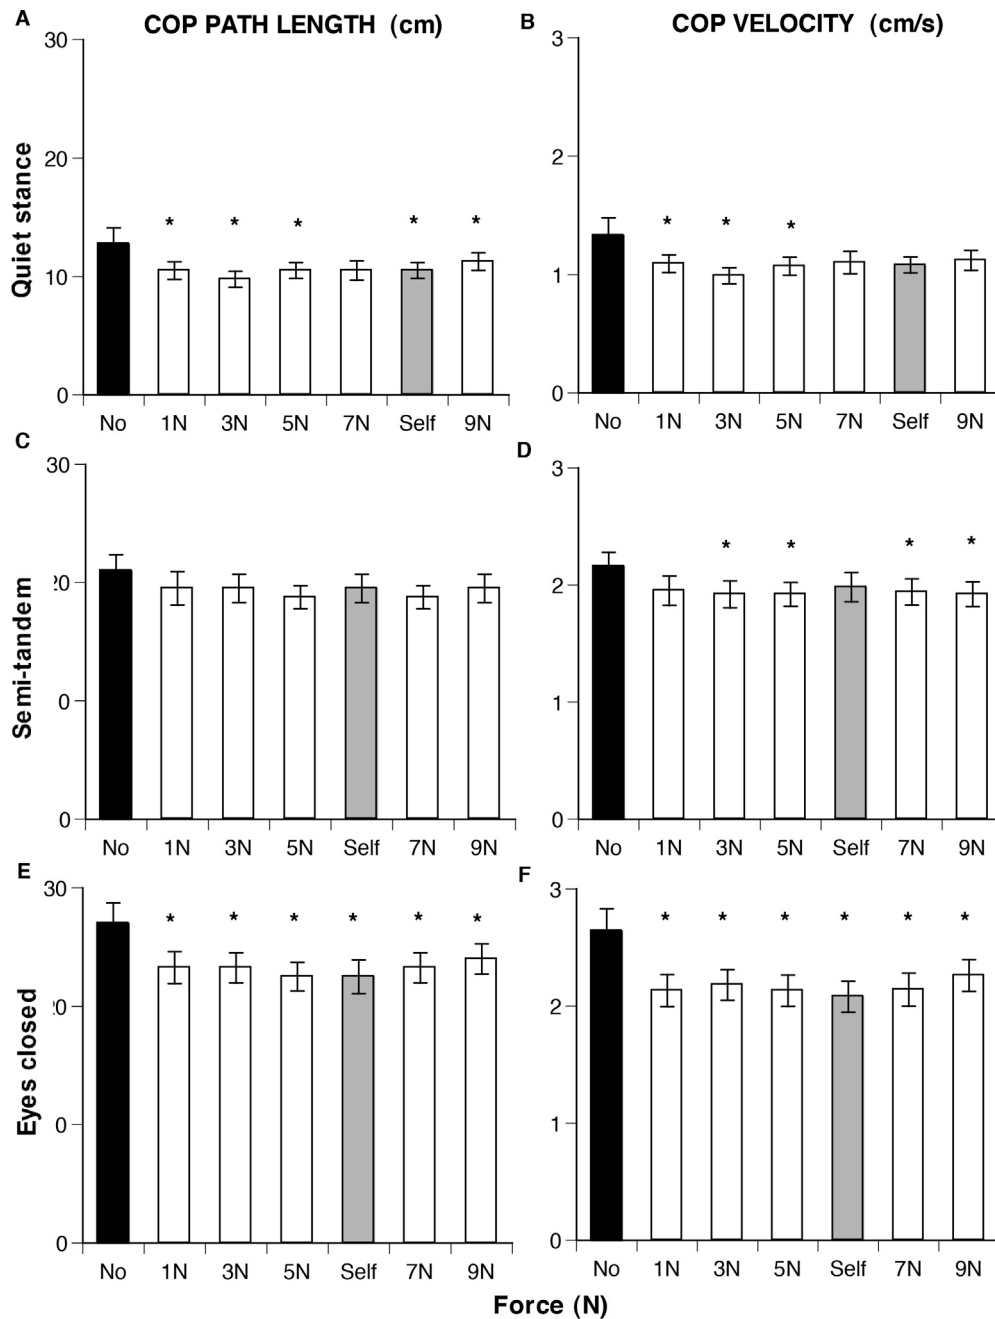 A COP PATH LENGTH (cm)
30
20
10
0
Quiet stance
* * * * *
No 1N 3N 5N 7N Self 9N
B COP VELOCITY (cm/s)
3
2
1
0
* * *
No 1N 3N 5N 7N Self 9N
C
30
20
0
0
Semi-tandem
No 1N 3N 5N Self 7N 9N
D
3
2
1
0
* * * *
No 1N 3N 5N Self 7N 9N
E
30
20
0
0
Eyes closed
* * * * * *
No 1N 3N 5N Self 7N 9N
F
3
2
1
0
* * * * * *
No 1N 3N 5N Self 7N 9N
Force (N)